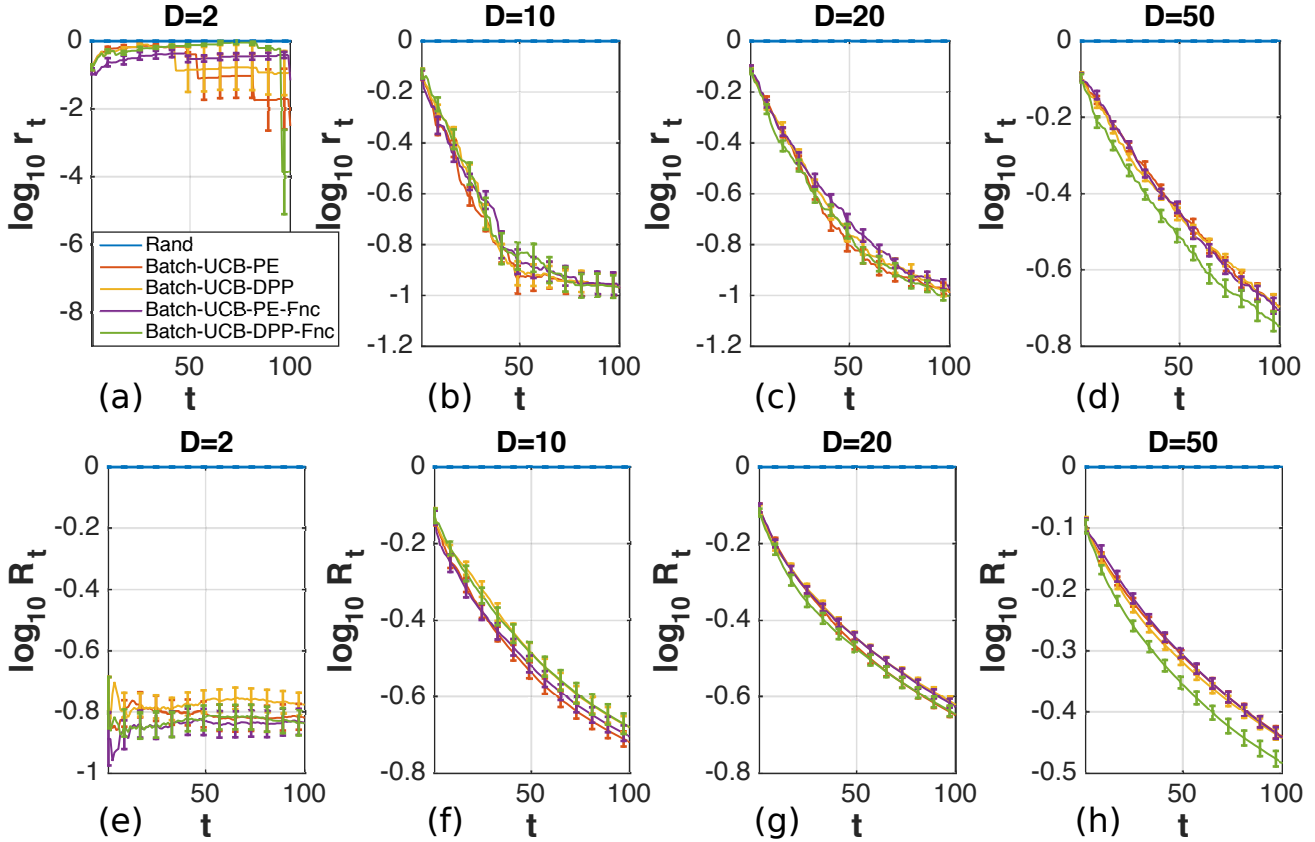 D=2
0
-2
-4
-6
-8
50
100
log10 rt
t
(a)
Rand
Batch-UCB-PE
Batch-UCB-DPP
Batch-UCB-PE-Fnc
Batch-UCB-DPP-Fnc
D=10
0
-0.2
-0.4
-0.6
-0.8
-1
-1.2
50
100
log10 rt
t
(b)
D=20
0
-0.2
-0.4
-0.6
-0.8
-1
-1.2
50
100
log10 rt
t
(c)
D=50
0
-0.2
-0.4
-0.6
-0.8
50
100
log10 rt
t
(d)
D=2
0
-0.2
-0.4
-0.6
-0.8
-1
50
100
log10 Rt
t
(e)
D=10
0
-0.2
-0.4
-0.6
-0.8
50
100
log10 Rt
t
(f)
D=20
0
-0.2
-0.4
-0.6
-0.8
50
100
log10 Rt
t
(g)
D=50
0
-0.1
-0.2
-0.3
-0.4
-0.5
50
100
log10 Rt
t
(h)